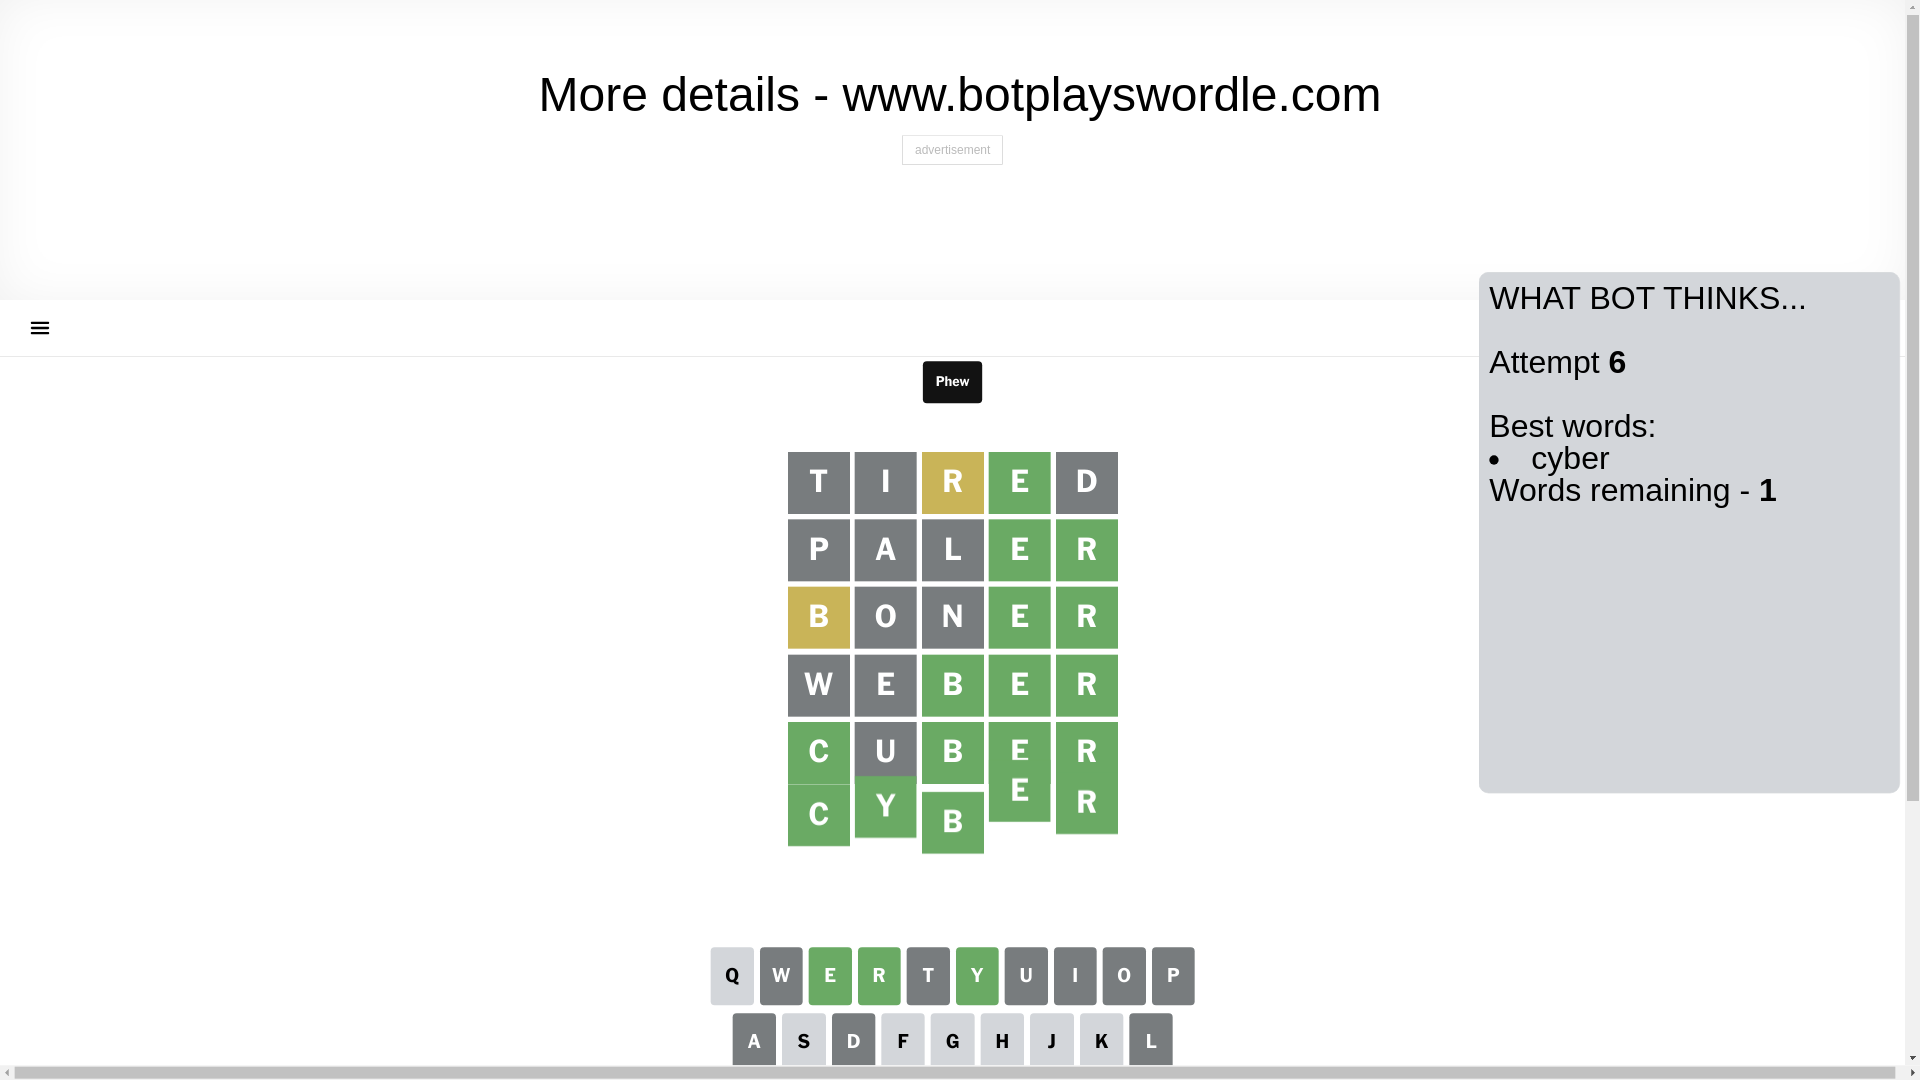 More details - www.botplayswordle.com
advertisement
WHAT BOT THINKS...
Attempt 6
Best words:
• cyber
Words remaining - 1
Phew
T I R E D
P A L E R
B O N E R
W E B E R
C U B E R
C Y B E R
Q W E R T Y U I O P
A S D F G H J K L